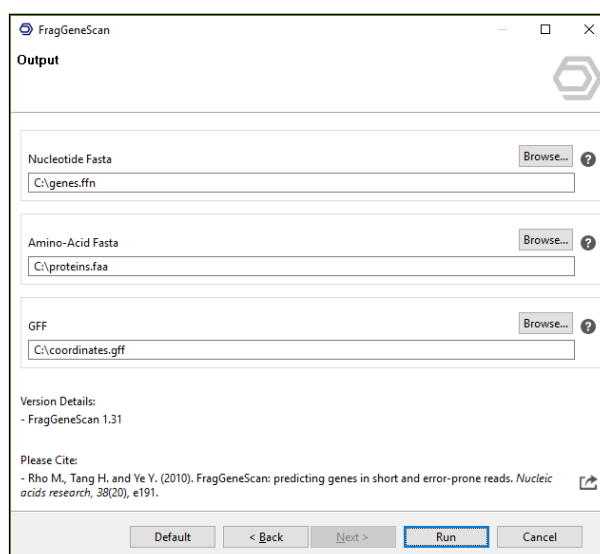 FragGeneScan
Output
Nucleotide Fasta
Browse...
?
C:\genes.ffn
Amino-Acid Fasta
Browse...
?
C:\proteins.faa
GFF
Browse...
?
C:\coordinates.gff
Version Details:
- FragGeneScan 1.31
Please Cite:
- Rho M., Tang H. and Ye Y. (2010). FragGeneScan: predicting genes in short and error-prone reads. Nucleic
acids research, 38(20), e191.
Default
< Back
Next >
Run
Cancel